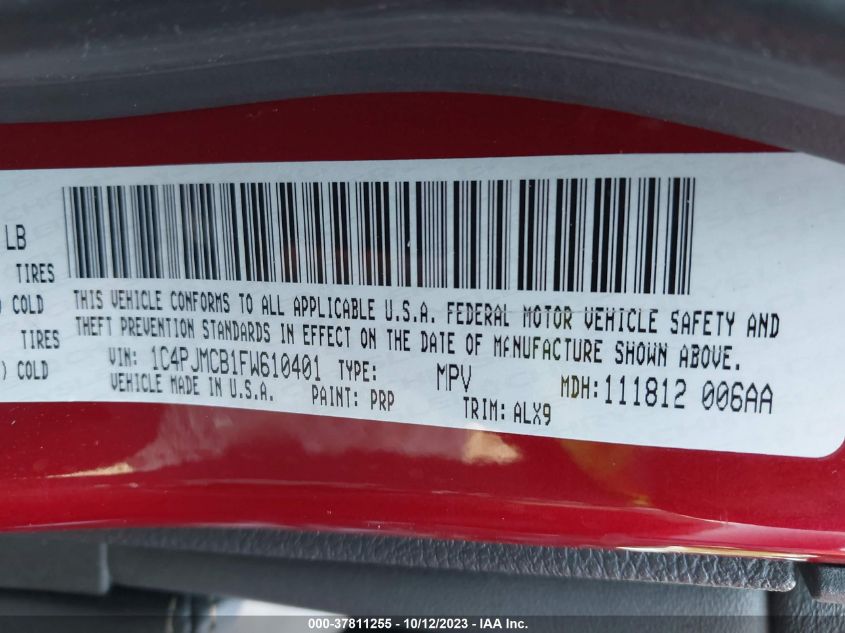 LB
TIRES
) COLD
TIRES
) COLD
THIS VEHICLE CONFORMS TO ALL APPLICABLE U.S.A. FEDERAL MOTOR VEHICLE SAFETY AND
THEFT PREVENTION STANDARDS IN EFFECT ON THE DATE OF MANUFACTURE SHOWN ABOVE.
VIN: 1C4PJMCB1FW610401 TYPE: MPV MDH:111812 006AA
VEHICLE MADE IN U.S.A. PAINT: PRP TRIM: ALX9
000-37811255 - 10/12/2023 - IAA Inc.